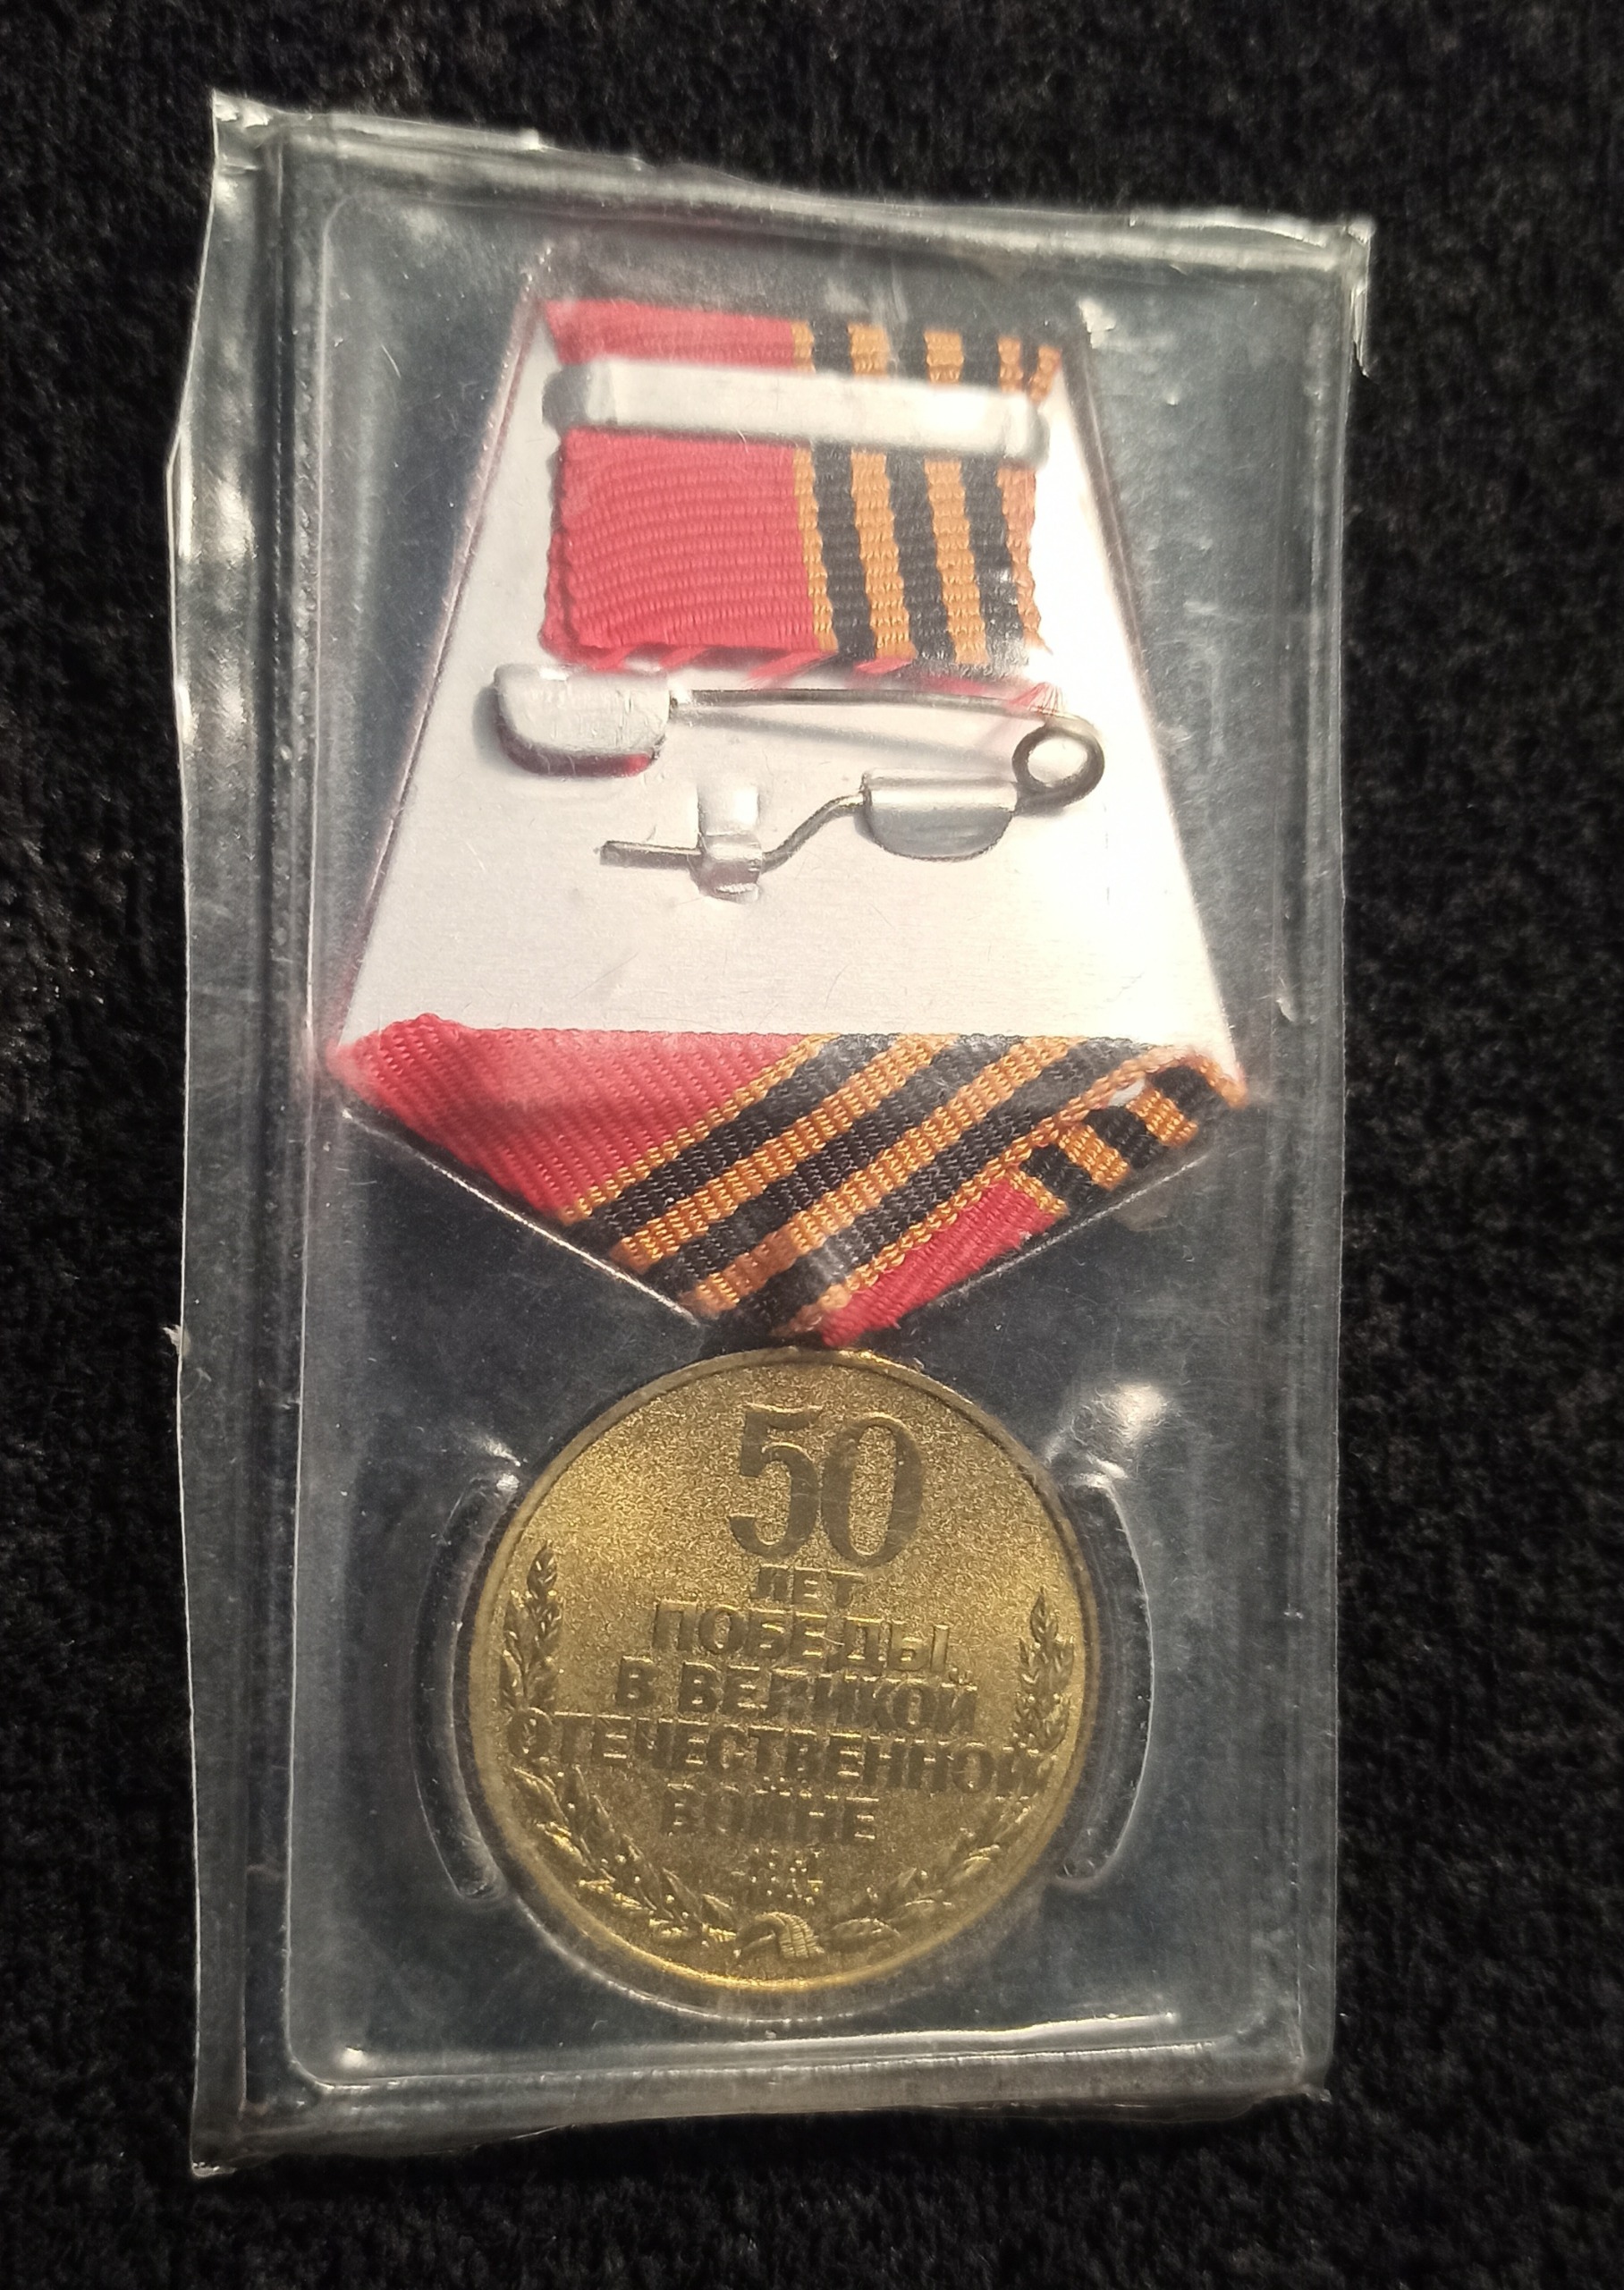 50
ЛЕТ
ПОБЕДЫ
В ВЕЛИКОЙ
ОТЕЧЕСТВЕННОЙ
ВОЙНЕ